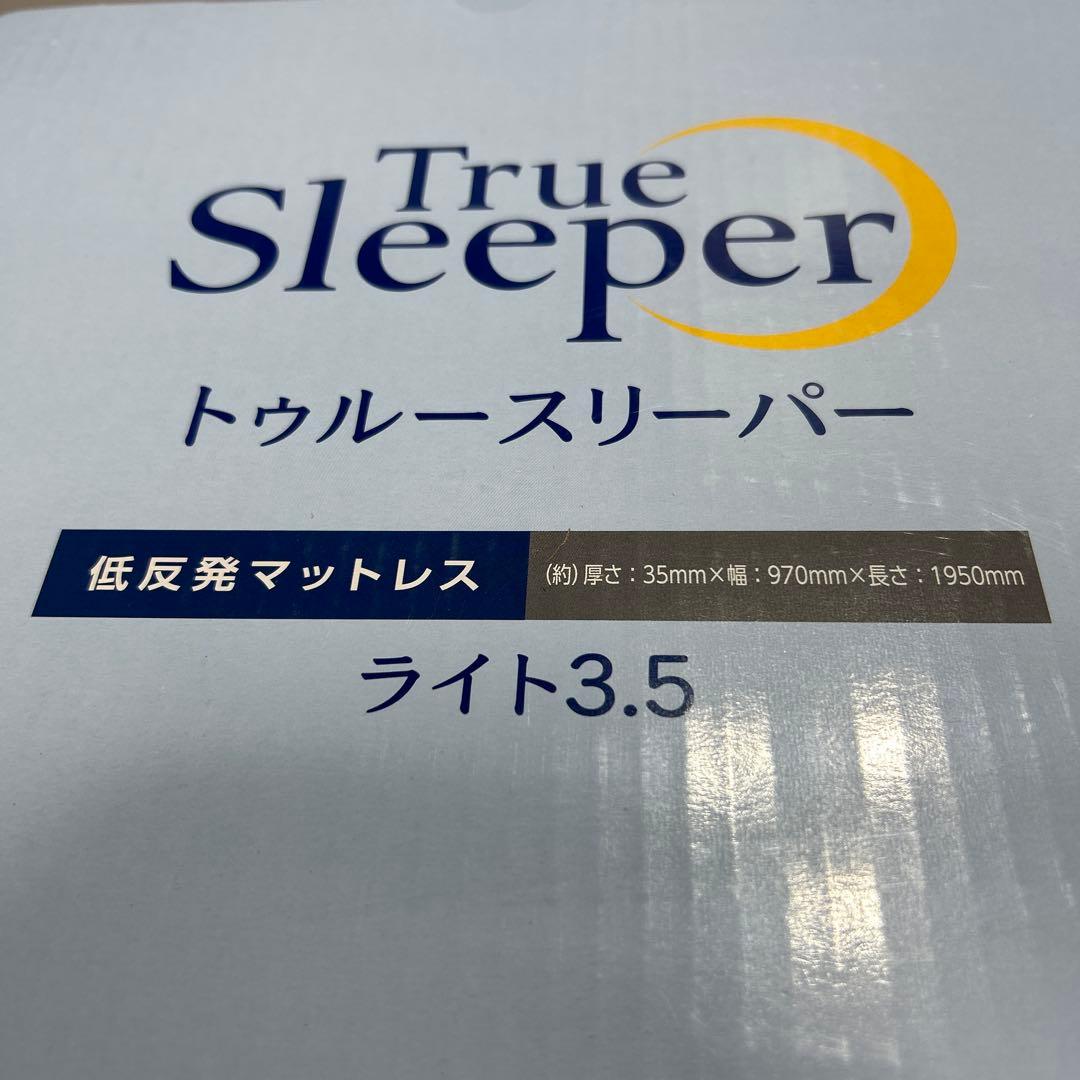 True
Sleeper
トゥルースリーパー
低反発マットレス (約) 厚さ：35mm×幅：970mm×長さ：1950mm
ライト3.5